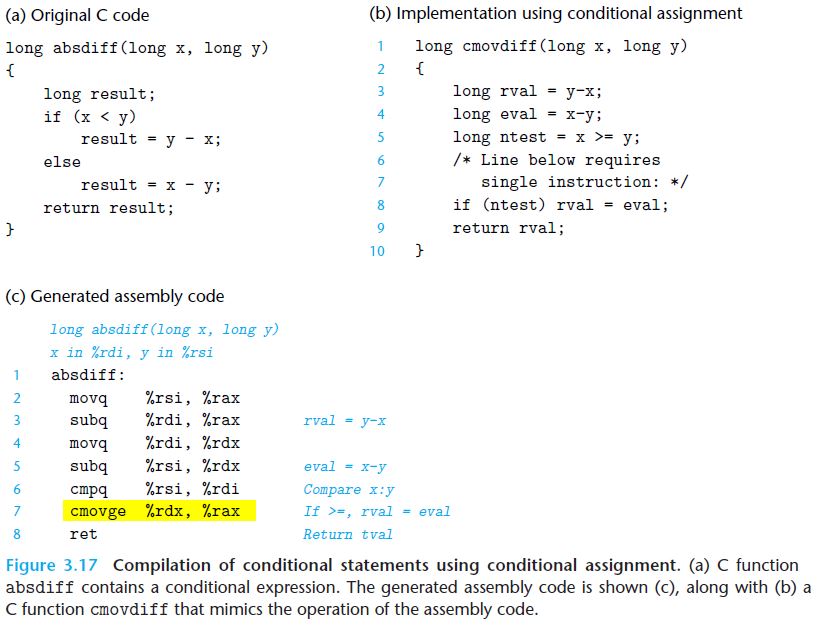 (a) Original C code
long absdiff(long x, long y)
{
long result;
if (x < y)
result = y - x;
else
result = x - y;
return result;
}
(b) Implementation using conditional assignment
1 long cmovdiff(long x, long y)
2 {
3 long rval = y-x;
4 long eval = x-y;
5 long ntest = x >= y;
6 /* Line below requires
7 single instruction: */
8 if (ntest) rval = eval;
9 return rval;
10 }
(c) Generated assembly code
long absdiff(long x, long y)
x in %rdi, y in %rsi
1 absdiff:
2 movq %rsi, %rax
3 subq %rdi, %rax rval = y-x
4 movq %rdi, %rdx
5 subq %rsi, %rdx eval = x-y
6 cmpq %rsi, %rdi Compare x:y
7 cmovge %rdx, %rax If >=, rval = eval
8 ret Return tval
Figure 3.17 Compilation of conditional statements using conditional assignment. (a) C function
absdiff contains a conditional expression. The generated assembly code is shown (c), along with (b) a
C function cmovdiff that mimics the operation of the assembly code.